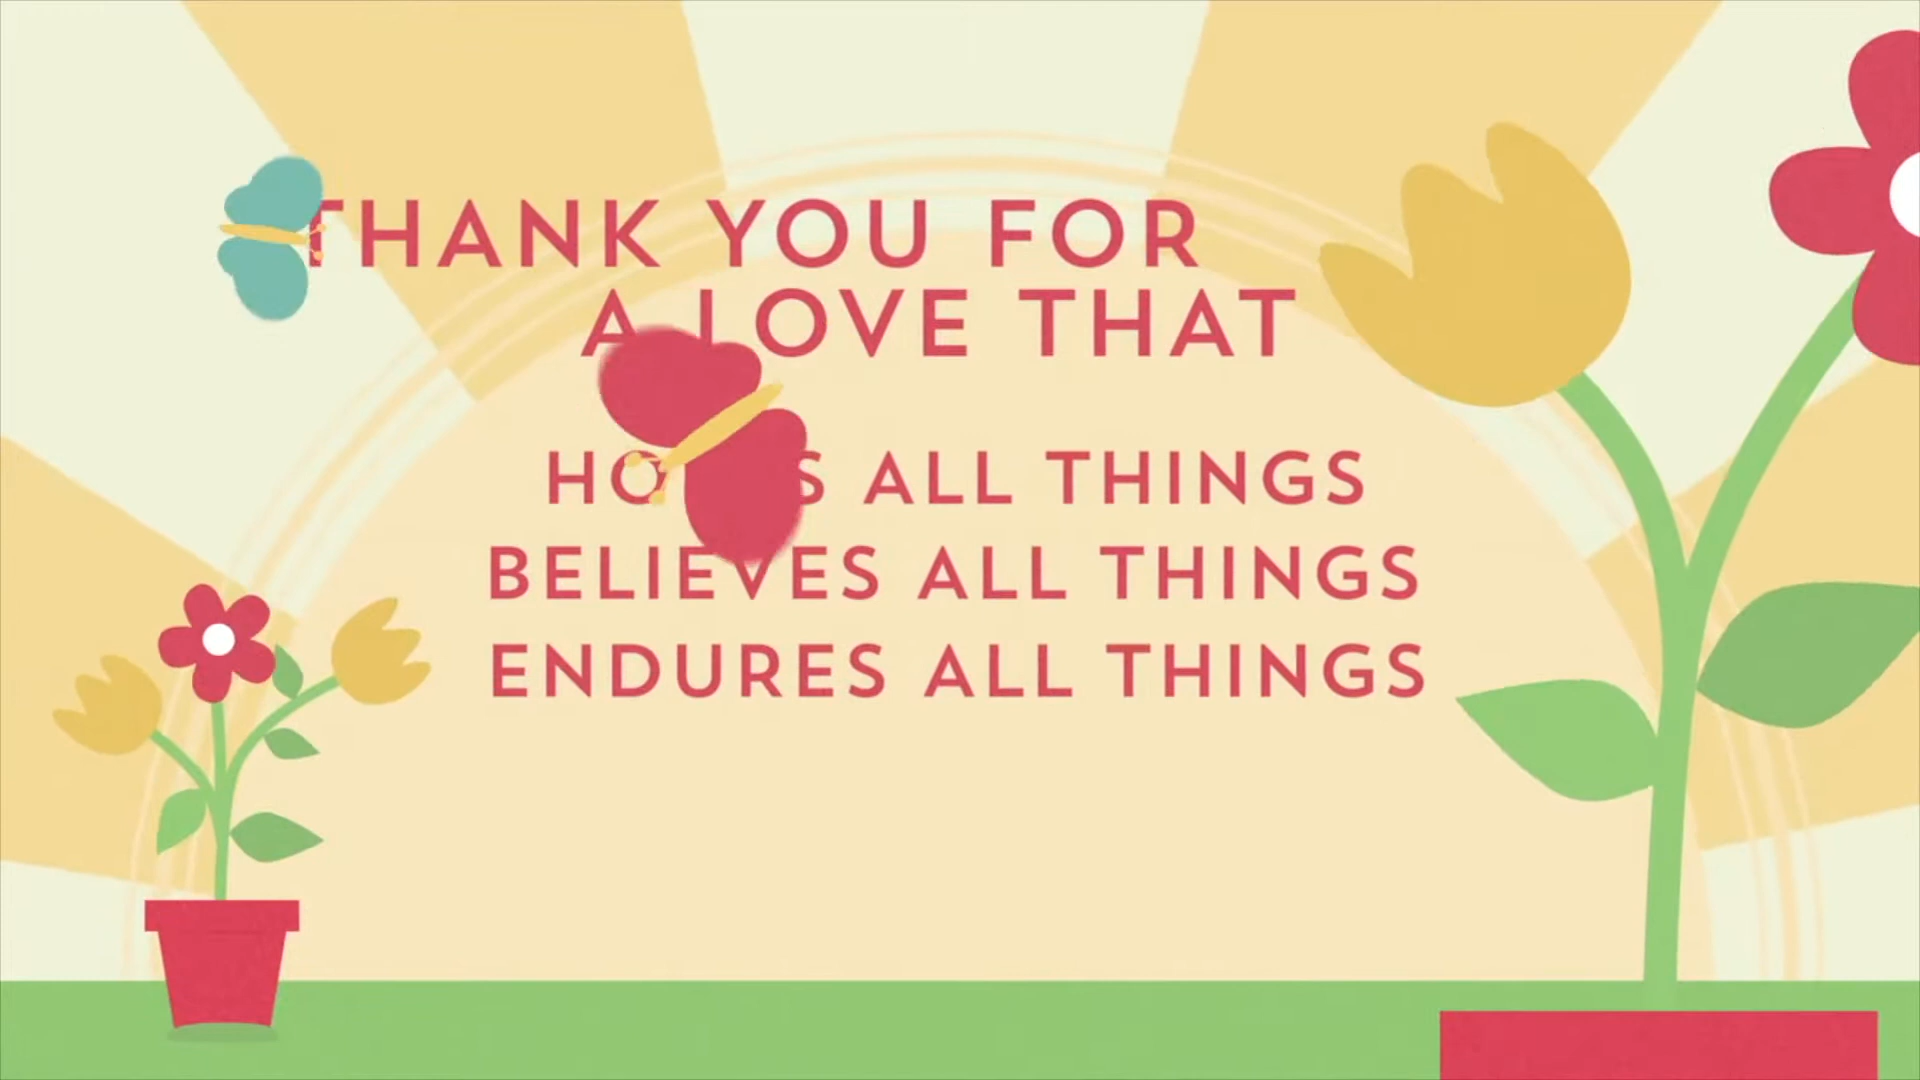 THANK YOU FOR
A LOVE THAT
ALL THINGS
BELIEVES ALL THINGS
ENDURES ALL THINGS